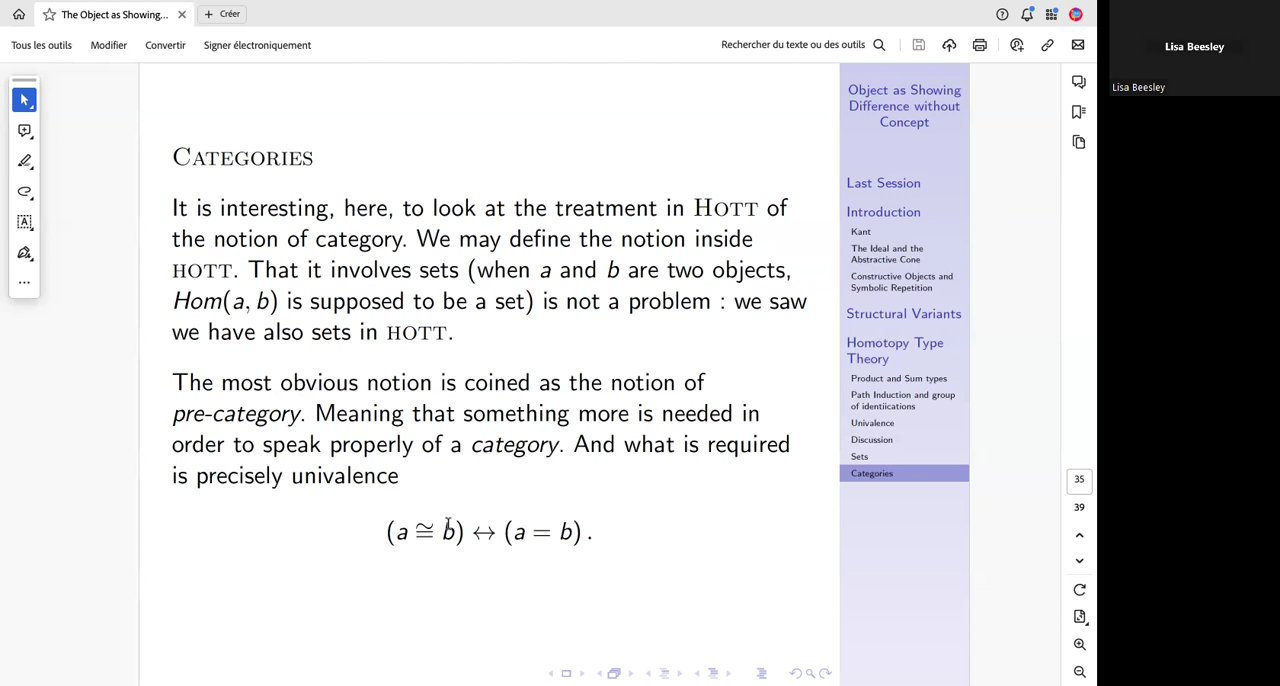 The Object as Showing...
Créer
Tous les outils
Modifier
Convertir
Signer électroniquement
Rechercher du texte ou des outils
Lisa Beesley
Lisa Beesley
CATEGORIES
It is interesting, here, to look at the treatment in HOTT of
the notion of category. We may define the notion inside
HOTT. That it involves sets (when a and b are two objects,
Hom(a, b) is supposed to be a set) is not a problem : we saw
we have also sets in HOTT.
The most obvious notion is coined as the notion of
pre-category. Meaning that something more is needed in
order to speak properly of a category. And what is required
is precisely univalence
(a ≅ b) ↔ (a = b).
Object as Showing
Difference without
Concept
Last Session
Introduction
Kant
The Ideal and the
Abstractive Cone
Constructive Objects and
Symbolic Repetition
Structural Variants
Homotopy Type
Theory
Product and Sum types
Path Induction and group
of identiications
Univalence
Discussion
Sets
Categories
35
39